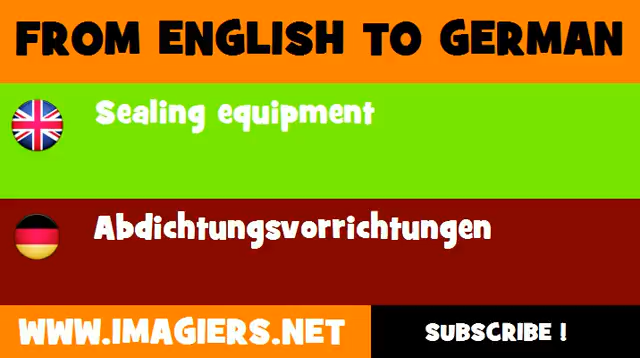 FROM ENGLISH TO GERMAN
Sealing equipment
Abdichtungsvorrichtungen
WWW.IMAGIERS.NET
SUBSCRIBE !